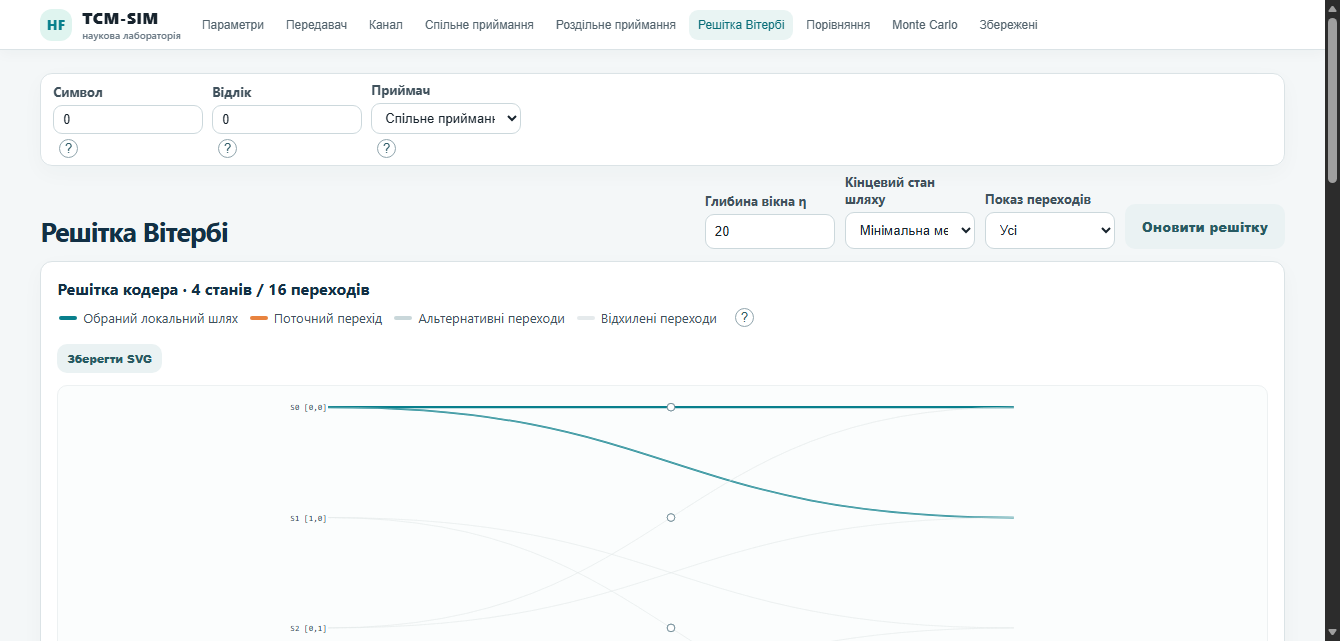 HF
TCM-SIM
наукова лабораторія
Параметри
Передавач
Канал
Спільне приймання
Роздільне приймання
Решітка Вітербі
Порівняння
Monte Carlo
Збережені
Символ
Відлік
Приймач
0
0
Спільне прийманн
?
?
?
Решітка Вітербі
Глибина вікна η
20
Кінцевий стан
шляху
Мінімальна ме
Показ переходів
Усі
Оновити решітку
Решітка кодера · 4 станів / 16 переходів
Обраний локальний шлях
Поточний перехід
Альтернативні переходи
Відхилені переходи
?
Зберегти SVG
S0 [0,0]
S1 [1,0]
S2 [0,1]